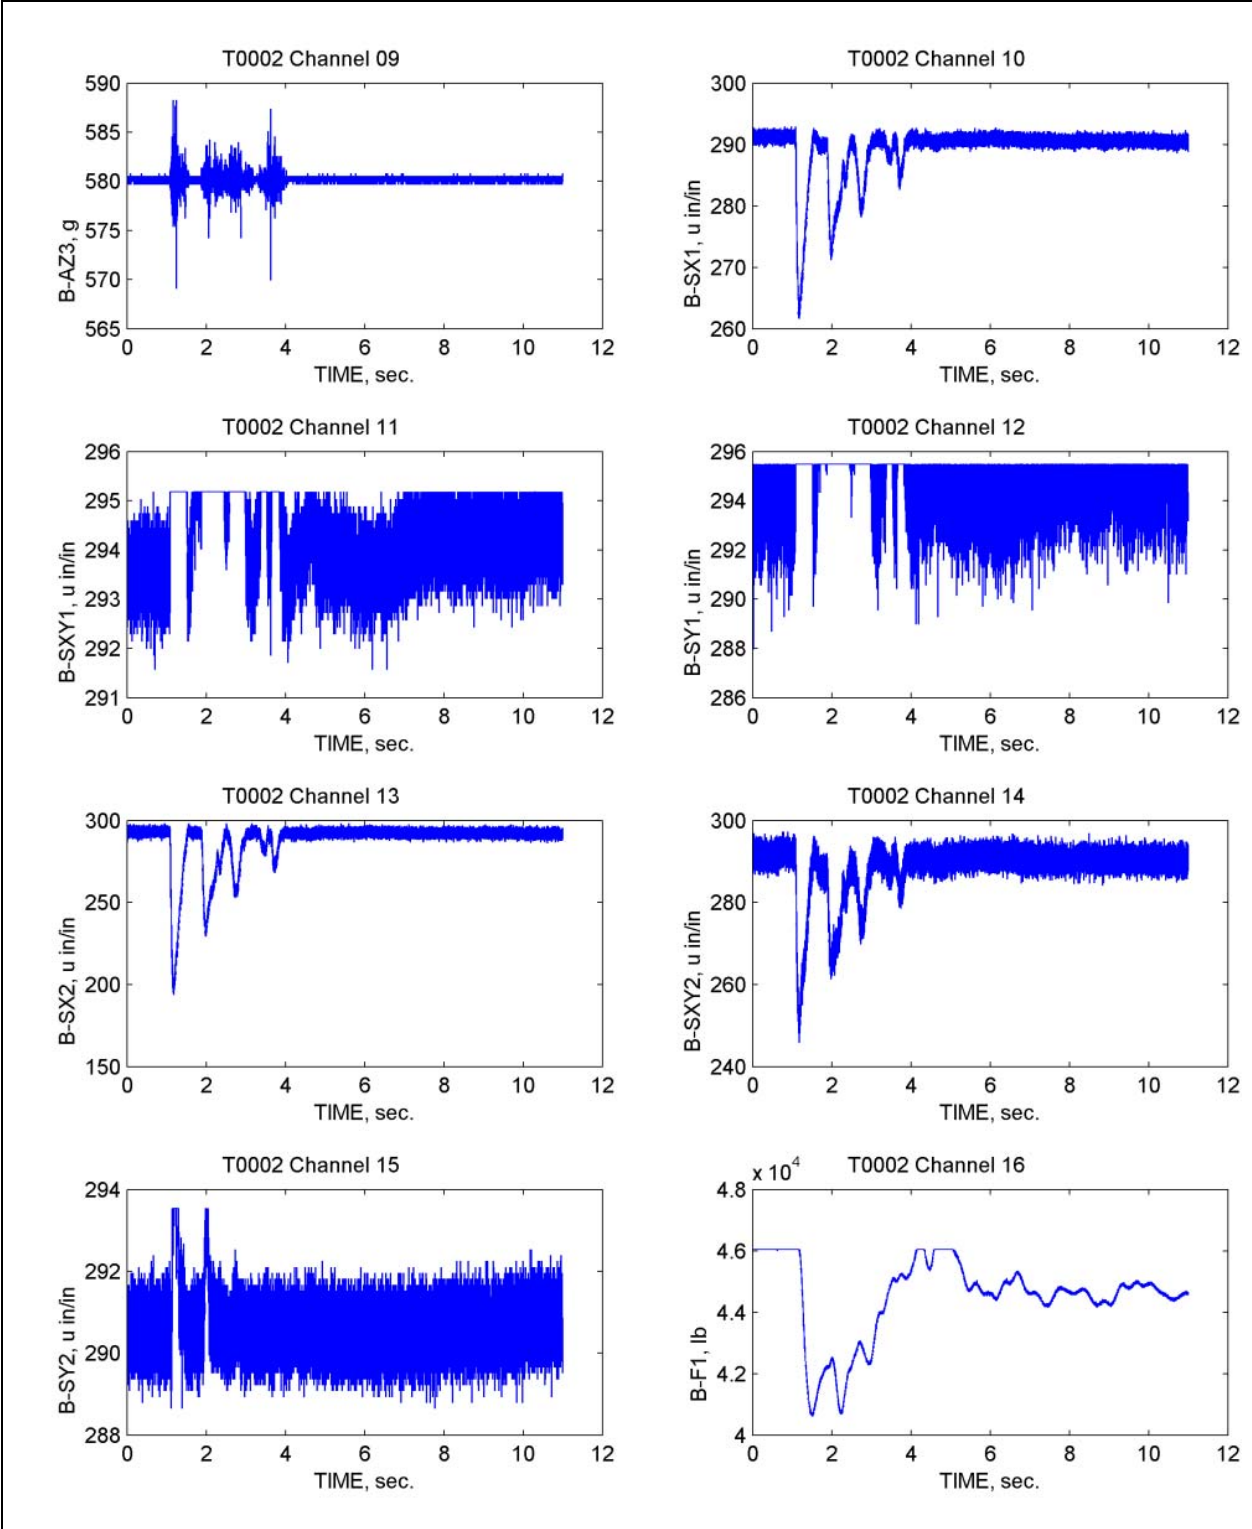 T0002 Channel 09
590
585
580
575
570
565
B-AZ3, g
0 2 4 6 8 10 12
TIME, sec.
T0002 Channel 10
300
290
280
270
260
B-SX1, u in/in
0 2 4 6 8 10 12
TIME, sec.
T0002 Channel 11
296
295
294
293
292
291
B-SXY1, u in/in
0 2 4 6 8 10 12
TIME, sec.
T0002 Channel 12
296
294
292
290
288
286
B-SY1, u in/in
0 2 4 6 8 10 12
TIME, sec.
T0002 Channel 13
300
250
200
150
B-SX2, u in/in
0 2 4 6 8 10 12
TIME, sec.
T0002 Channel 14
300
280
260
240
B-SXY2, u in/in
0 2 4 6 8 10 12
TIME, sec.
T0002 Channel 15
294
292
290
288
B-SY2, u in/in
0 2 4 6 8 10 12
TIME, sec.
x 10⁴ T0002 Channel 16
4.8
4.6
4.4
4.2
4
B-F1, lb
0 2 4 6 8 10 12
TIME, sec.